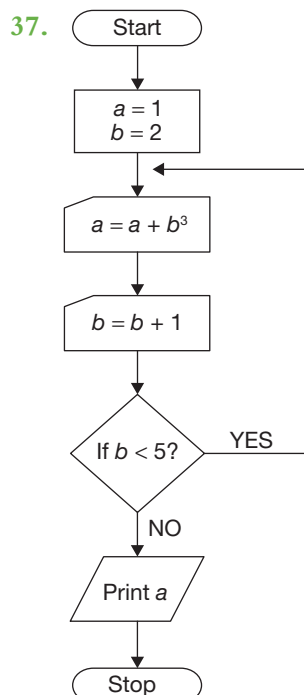 37.
Start
a = 1
b = 2
a = a + b³
b = b + 1
If b < 5?
YES
NO
Print a
Stop